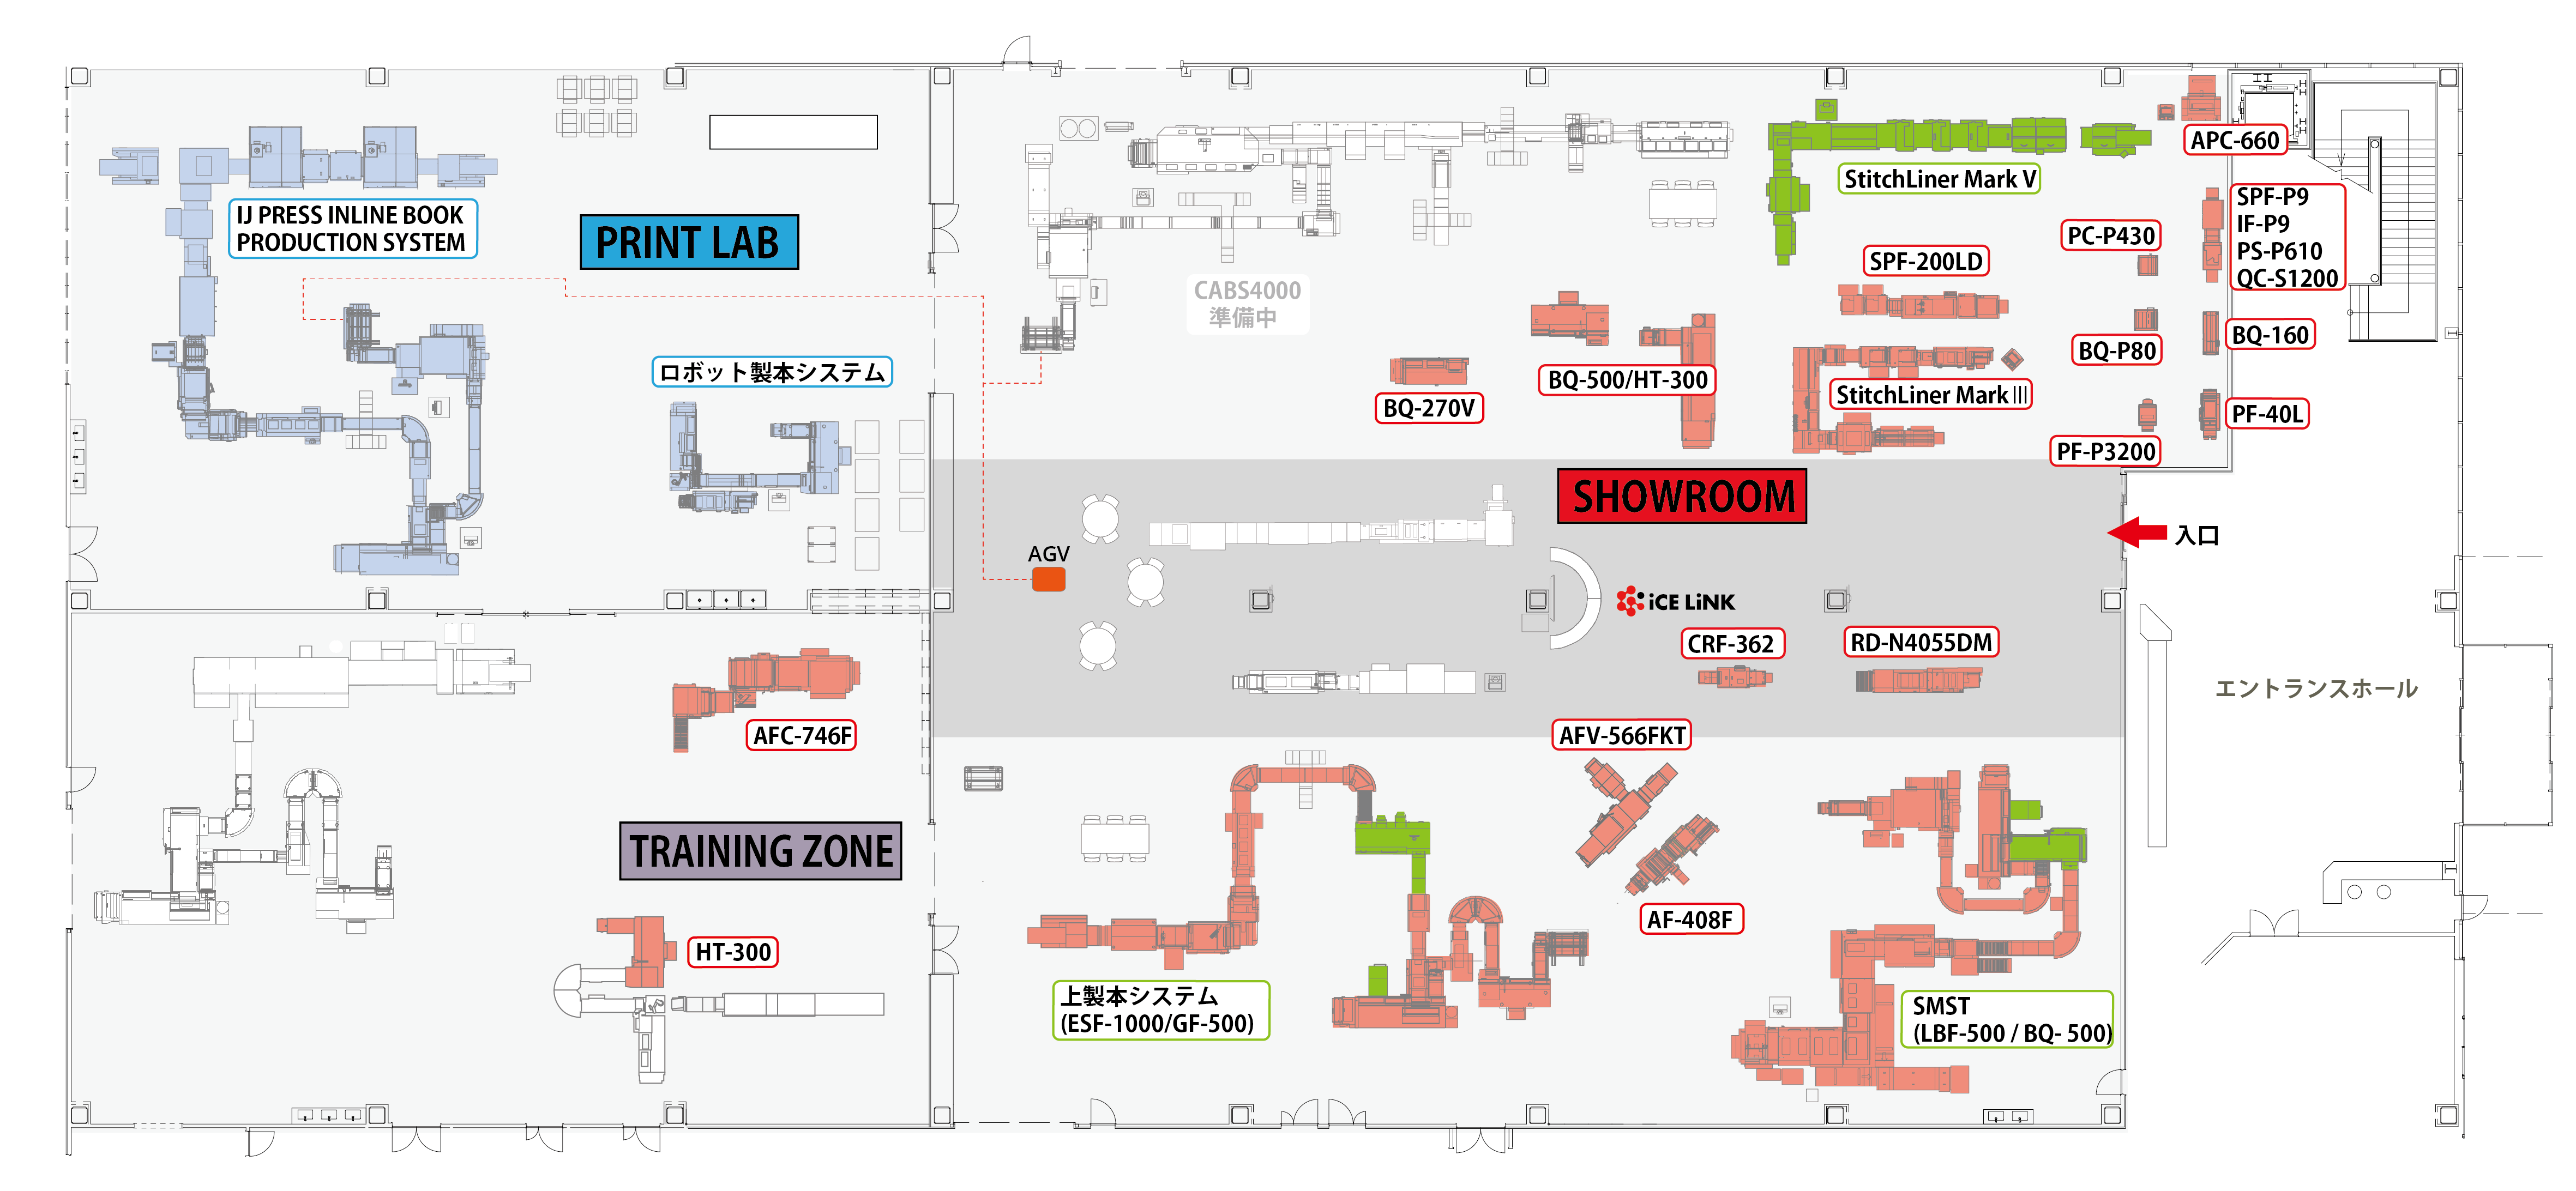 APC-660
StitchLiner Mark V
SPF-P9
IF-P9
PS-P610
QC-S1200
IJ PRESS INLINE BOOK
PRODUCTION SYSTEM
PRINT LAB
PC-P430
SPF-200LD
CABS4000
準備中
BQ-160
BQ-P80
ロボット製本システム
BQ-500/HT-300
StitchLiner MarkⅢ
BQ-270V
PF-40L
PF-P3200
SHOWROOM
入口
AGV
iCE LiNK
CRF-362
RD-N4055DM
エントランスホール
AFC-746F
AFV-566FKT
TRAINING ZONE
AF-408F
HT-300
上製本システム
(ESF-1000/GF-500)
SMST
(LBF-500 / BQ- 500)